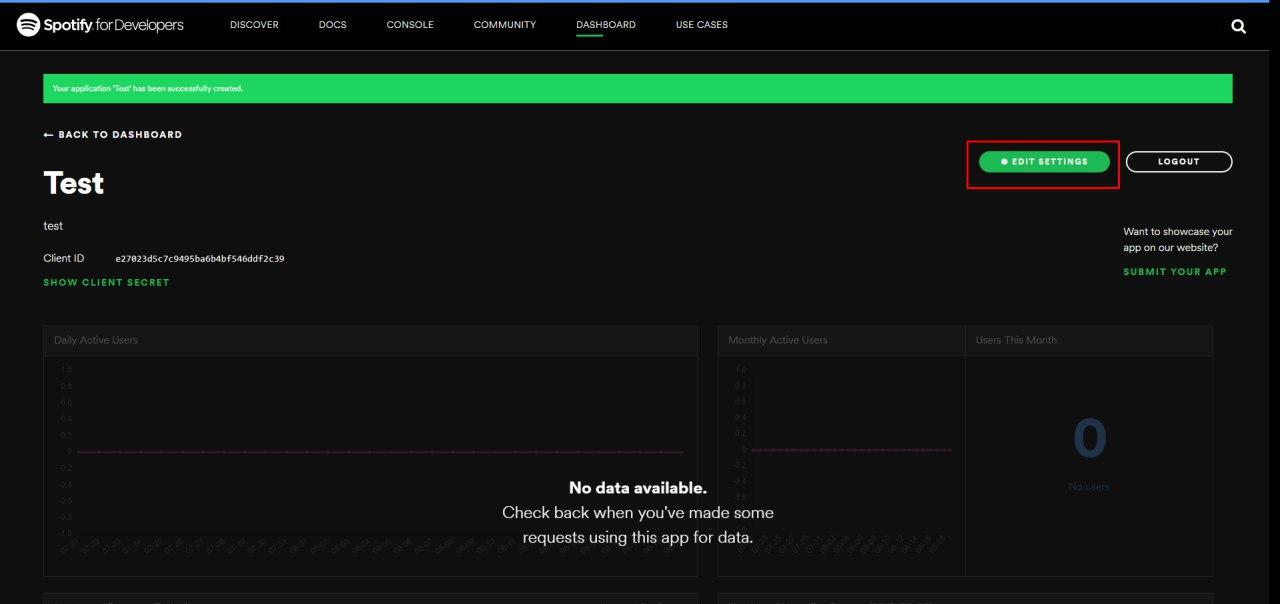 Spotify for Developers
DISCOVER
DOCS
CONSOLE
COMMUNITY
DASHBOARD
USE CASES
Your application 'Test' has been successfully created.
← BACK TO DASHBOARD
EDIT SETTINGS
LOGOUT
Test
test
Want to showcase your
app on our website?
Client ID e27023d5c7c9495ba6b4bf546ddf2c39
SUBMIT YOUR APP
SHOW CLIENT SECRET
Daily Active Users
Monthly Active Users
Users This Month
1.0
0.8
0.6
0.4
0.2
0
-0.2
-0.4
-0.6
-0.8
-1.0
1.0
0.8
0.6
0.4
0.2
0
-0.2
-0.4
-0.6
-0.8
-1.0
0
No users
No data available.
Check back when you've made some
requests using this app for data.